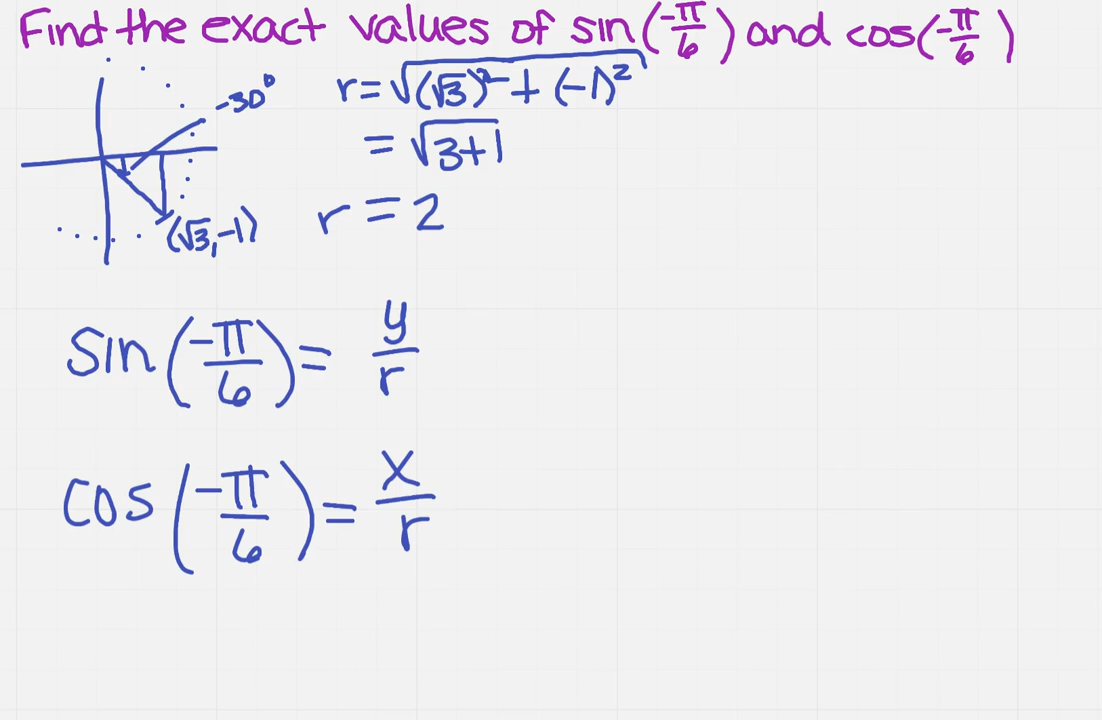 Find the exact values of sin(-π/6) and cos(-π/6)
-30°
r = √((√3)² + (-1)²)
= √(3+1)
r = 2
(√3, -1)
Sin(-π/6) = y/r
cos(-π/6) = x/r